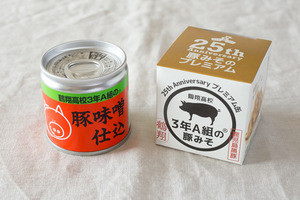 鶴翔高校3年A組の®
豚味噌
仕込
25th
Anniversary
豚みその
プレミアム
25th Anniversary プレミアム缶
鶴翔高校
3年A組の®
豚みそ
鶴翔